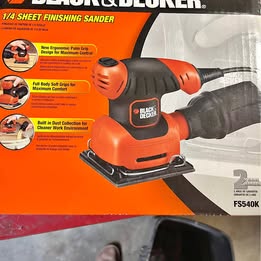 BLACK&DECKER
1/4 SHEET FINISHING SANDER
New Ergonomic Palm Grip
Design for Maximum Control
Full Body Soft Grips for
Maximum Comfort
Built in Dust Collection for
Cleaner Work Environment
BLACK&
DECKER
2
FS540K